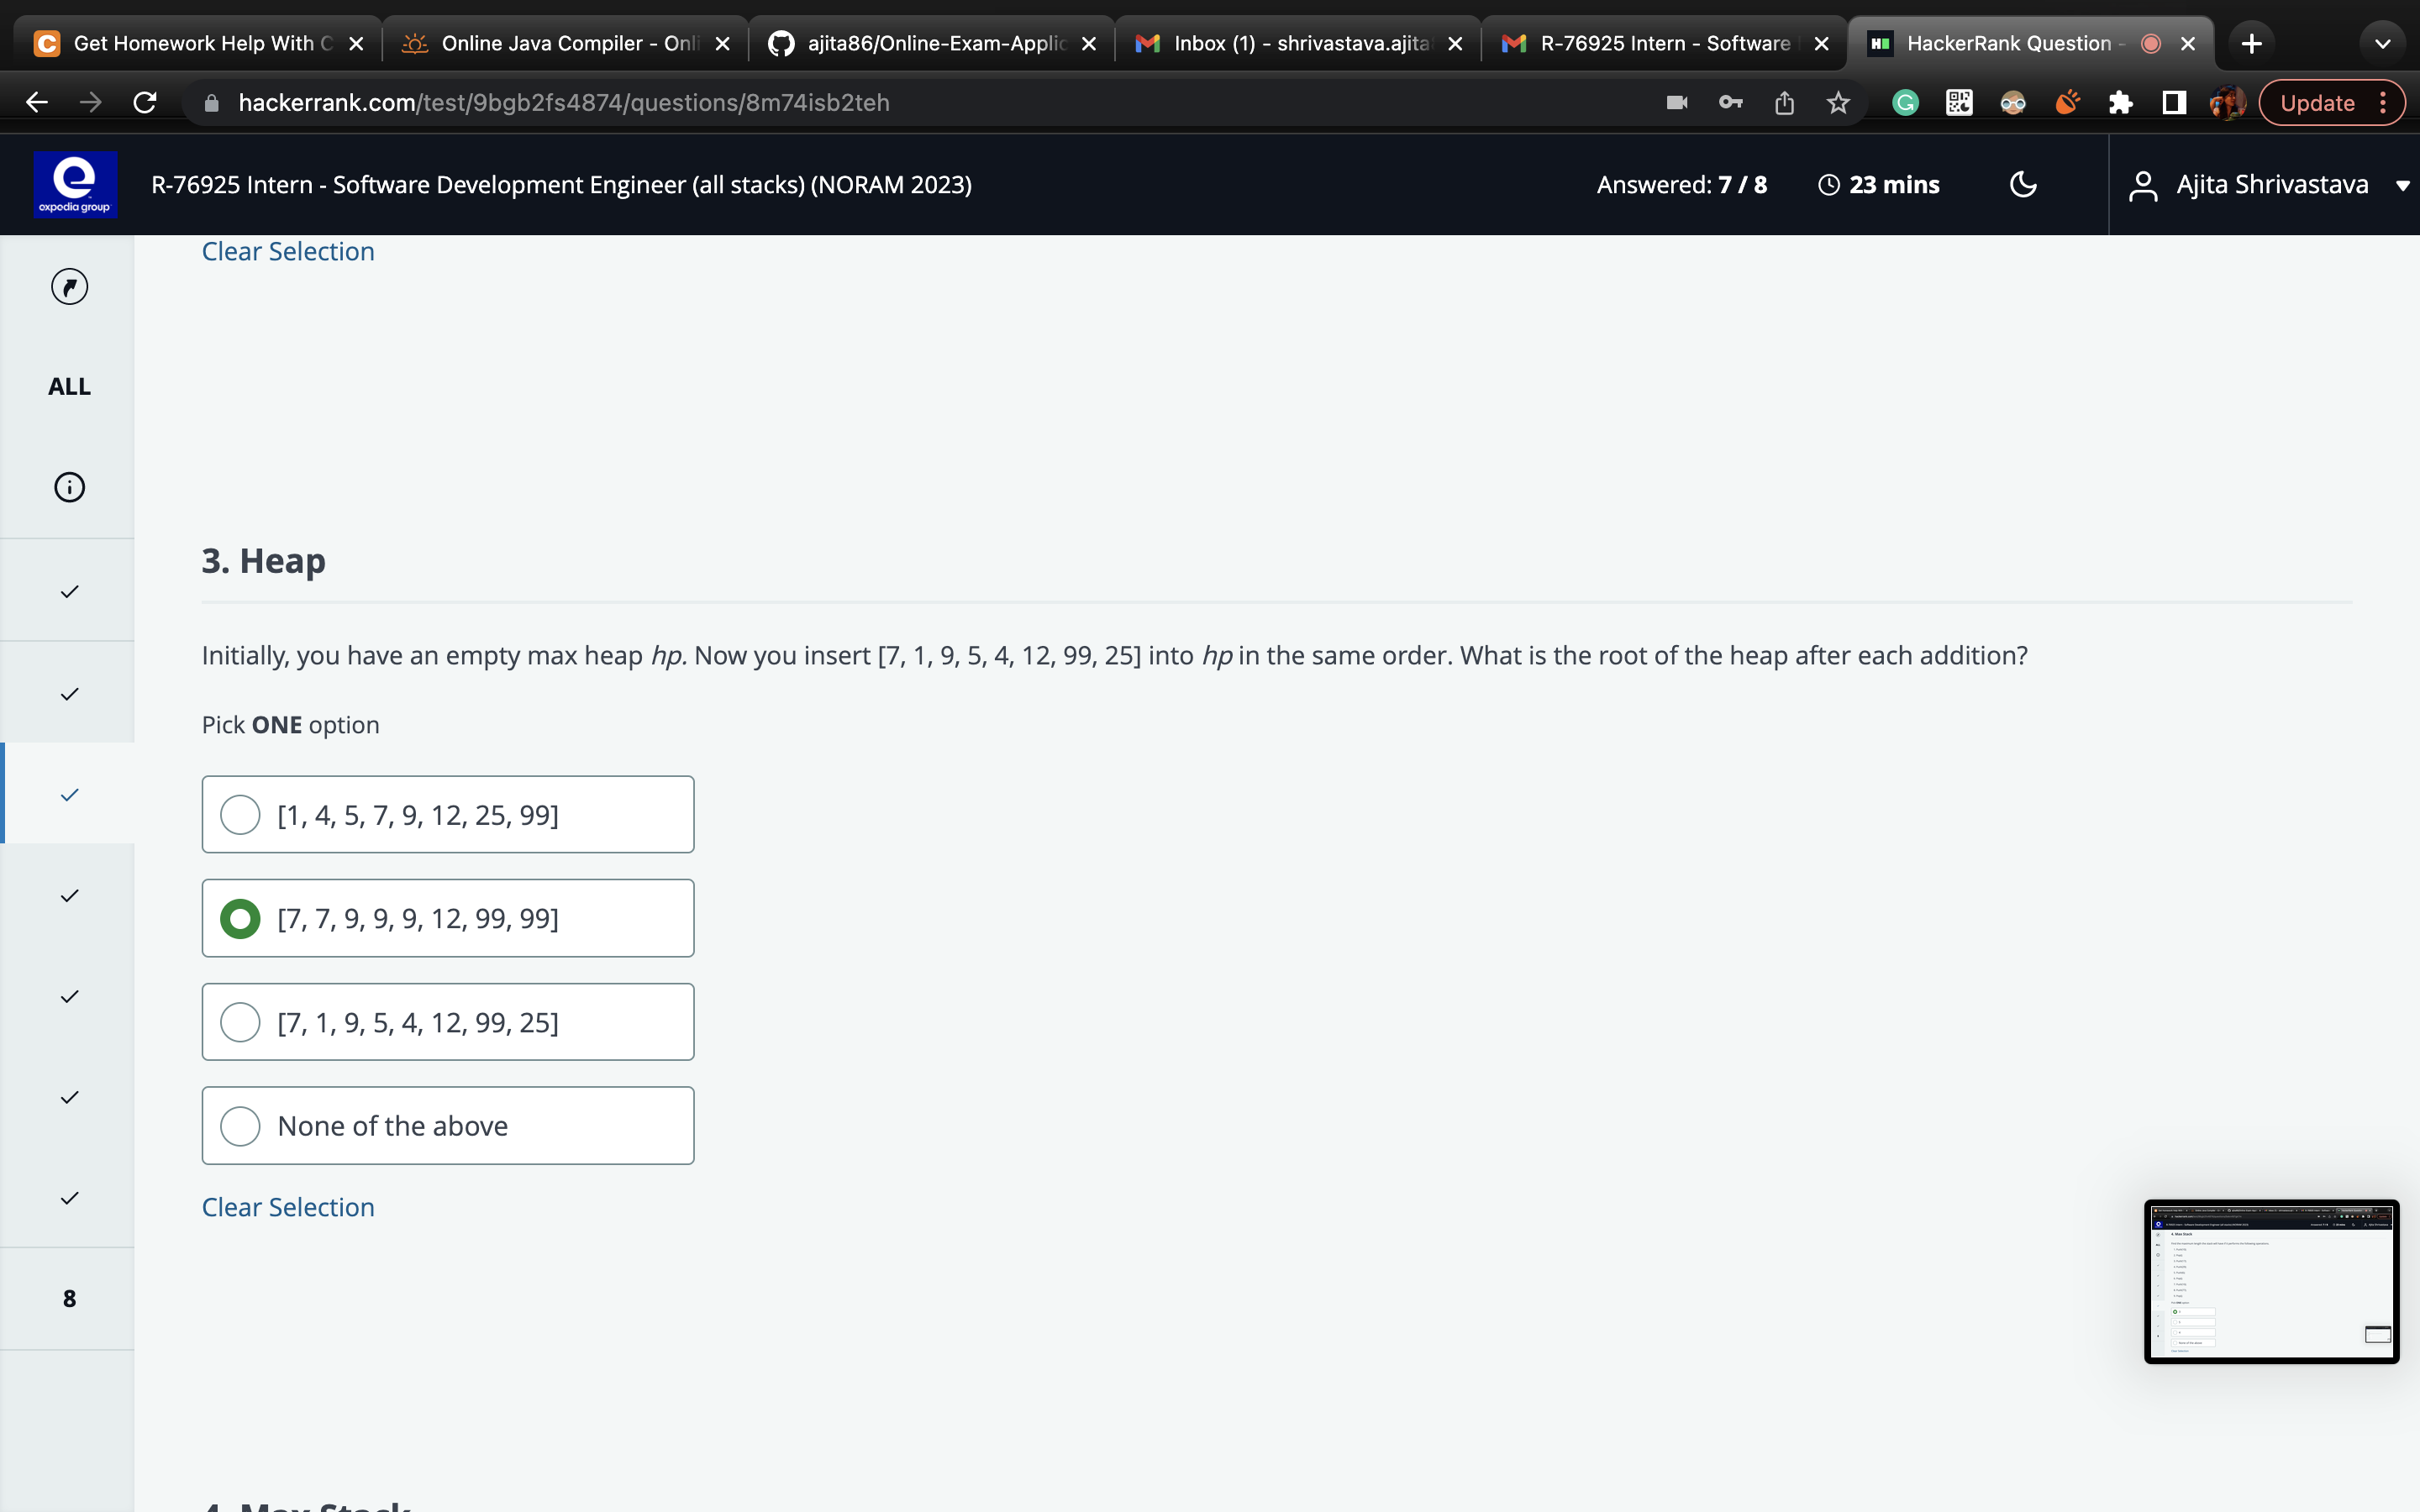 Get Homework Help With C
Online Java Compiler - Onli
ajita86/Online-Exam-Applic
Inbox (1) - shrivastava.ajita
R-76925 Intern - Software
HackerRank Question -
hackerrank.com/test/9bgb2fs4874/questions/8m74isb2teh
Update
expedia group
R-76925 Intern - Software Development Engineer (all stacks) (NORAM 2023)
Answered: 7 / 8
23 mins
Ajita Shrivastava
Clear Selection
ALL
3. Heap
Initially, you have an empty max heap hp. Now you insert [7, 1, 9, 5, 4, 12, 99, 25] into hp in the same order. What is the root of the heap after each addition?
Pick ONE option
[1, 4, 5, 7, 9, 12, 25, 99]
[7, 7, 9, 9, 9, 12, 99, 99]
[7, 1, 9, 5, 4, 12, 99, 25]
None of the above
Clear Selection
8
4. Max Stack